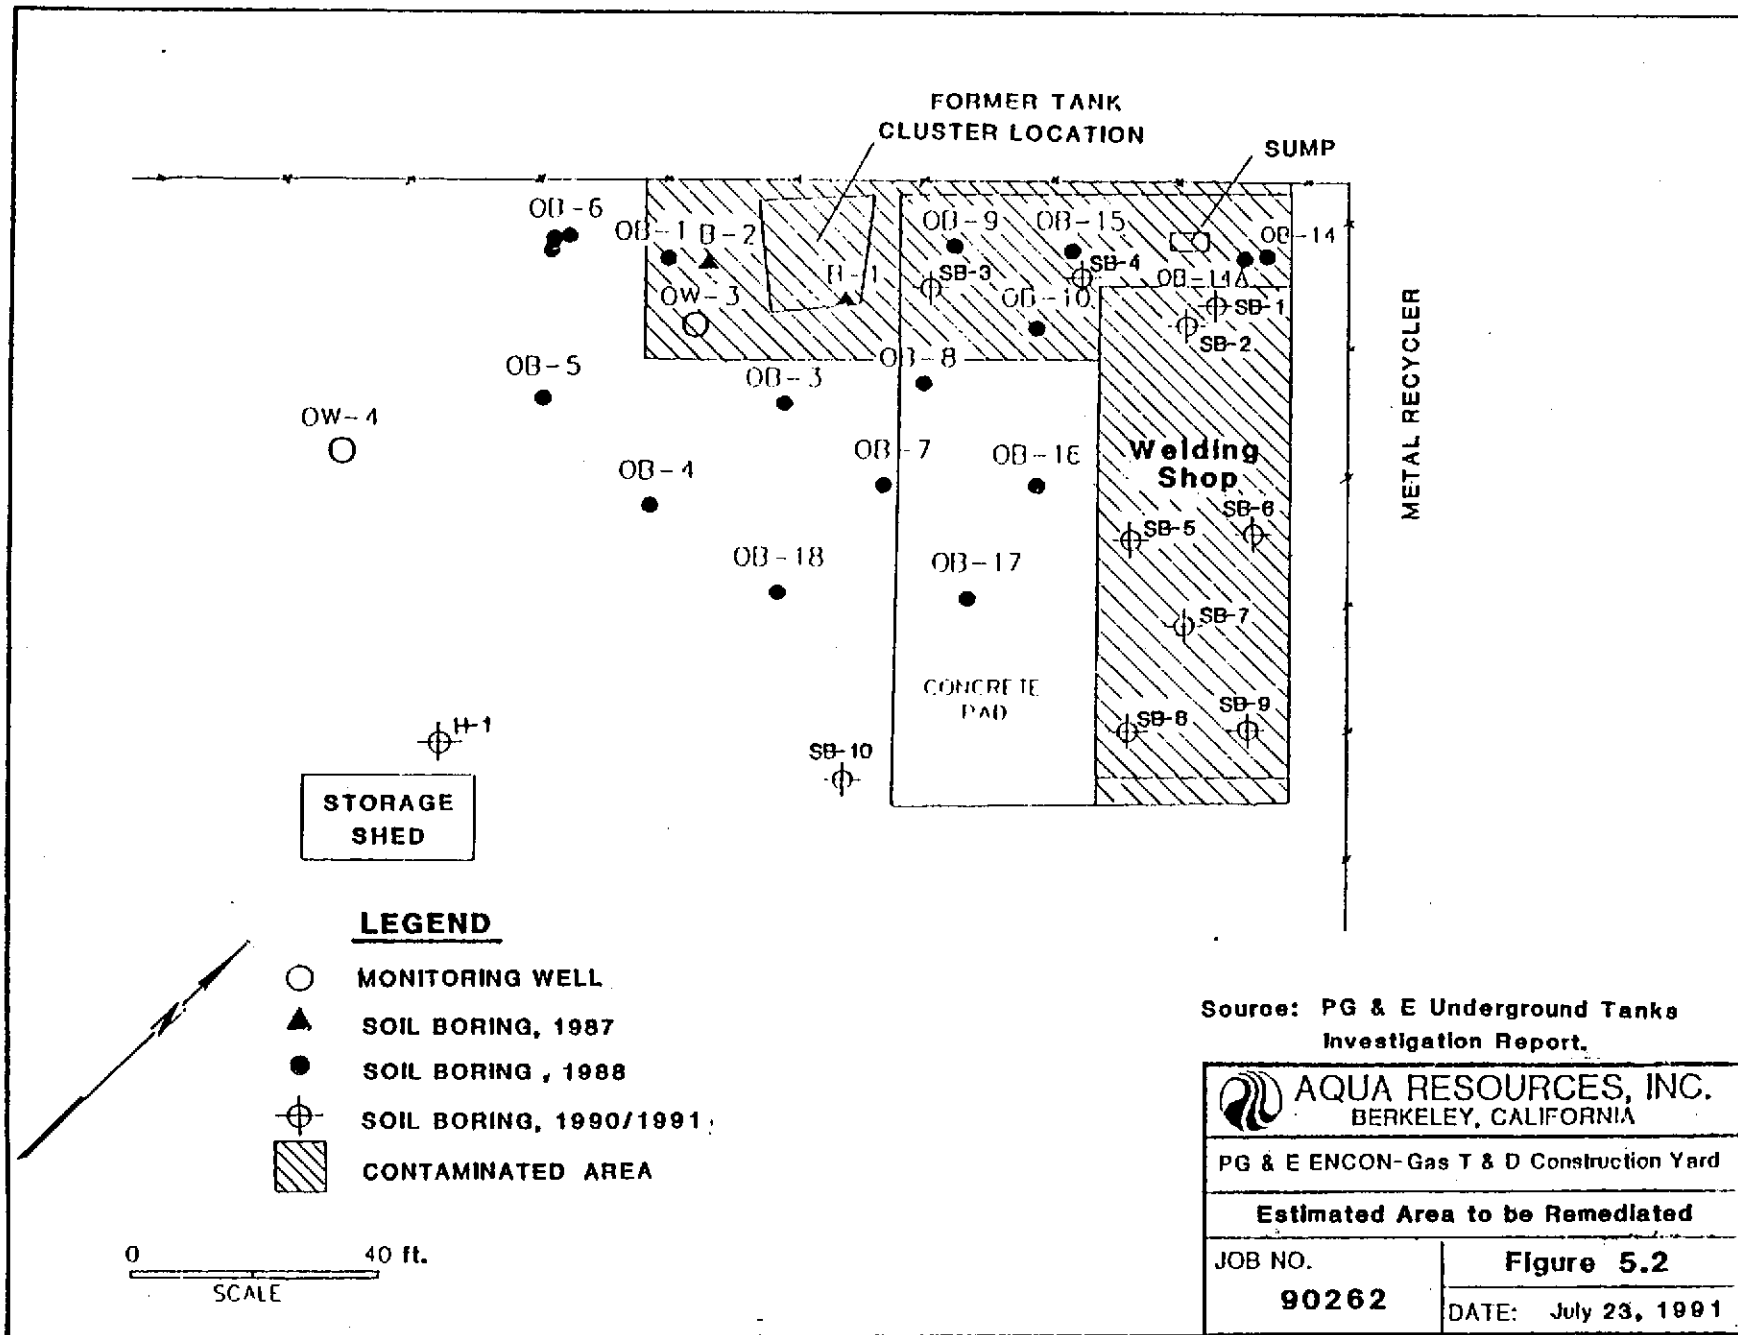 FORMER TANK
CLUSTER LOCATION
SUMP
OB-6
OB-1
B-2
OB-9
OB-15
OB-14
B-1
SB-3
SB-4
OB-14A
OW-3
OB-10
SB-1
SB-2
OB-8
OB-5
OB-3
METAL RECYCLER
OW-4
OB-7
OB-16
Welding
Shop
OB-4
SB-6
SB-5
OB-18
OB-17
SB-7
CONCRETE
PAD
SB-8
SB-9
H-1
SB-10
STORAGE
SHED
LEGEND
MONITORING WELL
SOIL BORING, 1987
SOIL BORING , 1988
SOIL BORING, 1990/1991
CONTAMINATED AREA
N
0 40 ft.
SCALE
Source: PG & E Underground Tanks
Investigation Report.
AQUA RESOURCES, INC.
BERKELEY, CALIFORNIA
PG & E ENCON-Gas T & D Construction Yard
Estimated Area to be Remediated
JOB NO.
90262
Figure 5.2
DATE: July 23, 1991